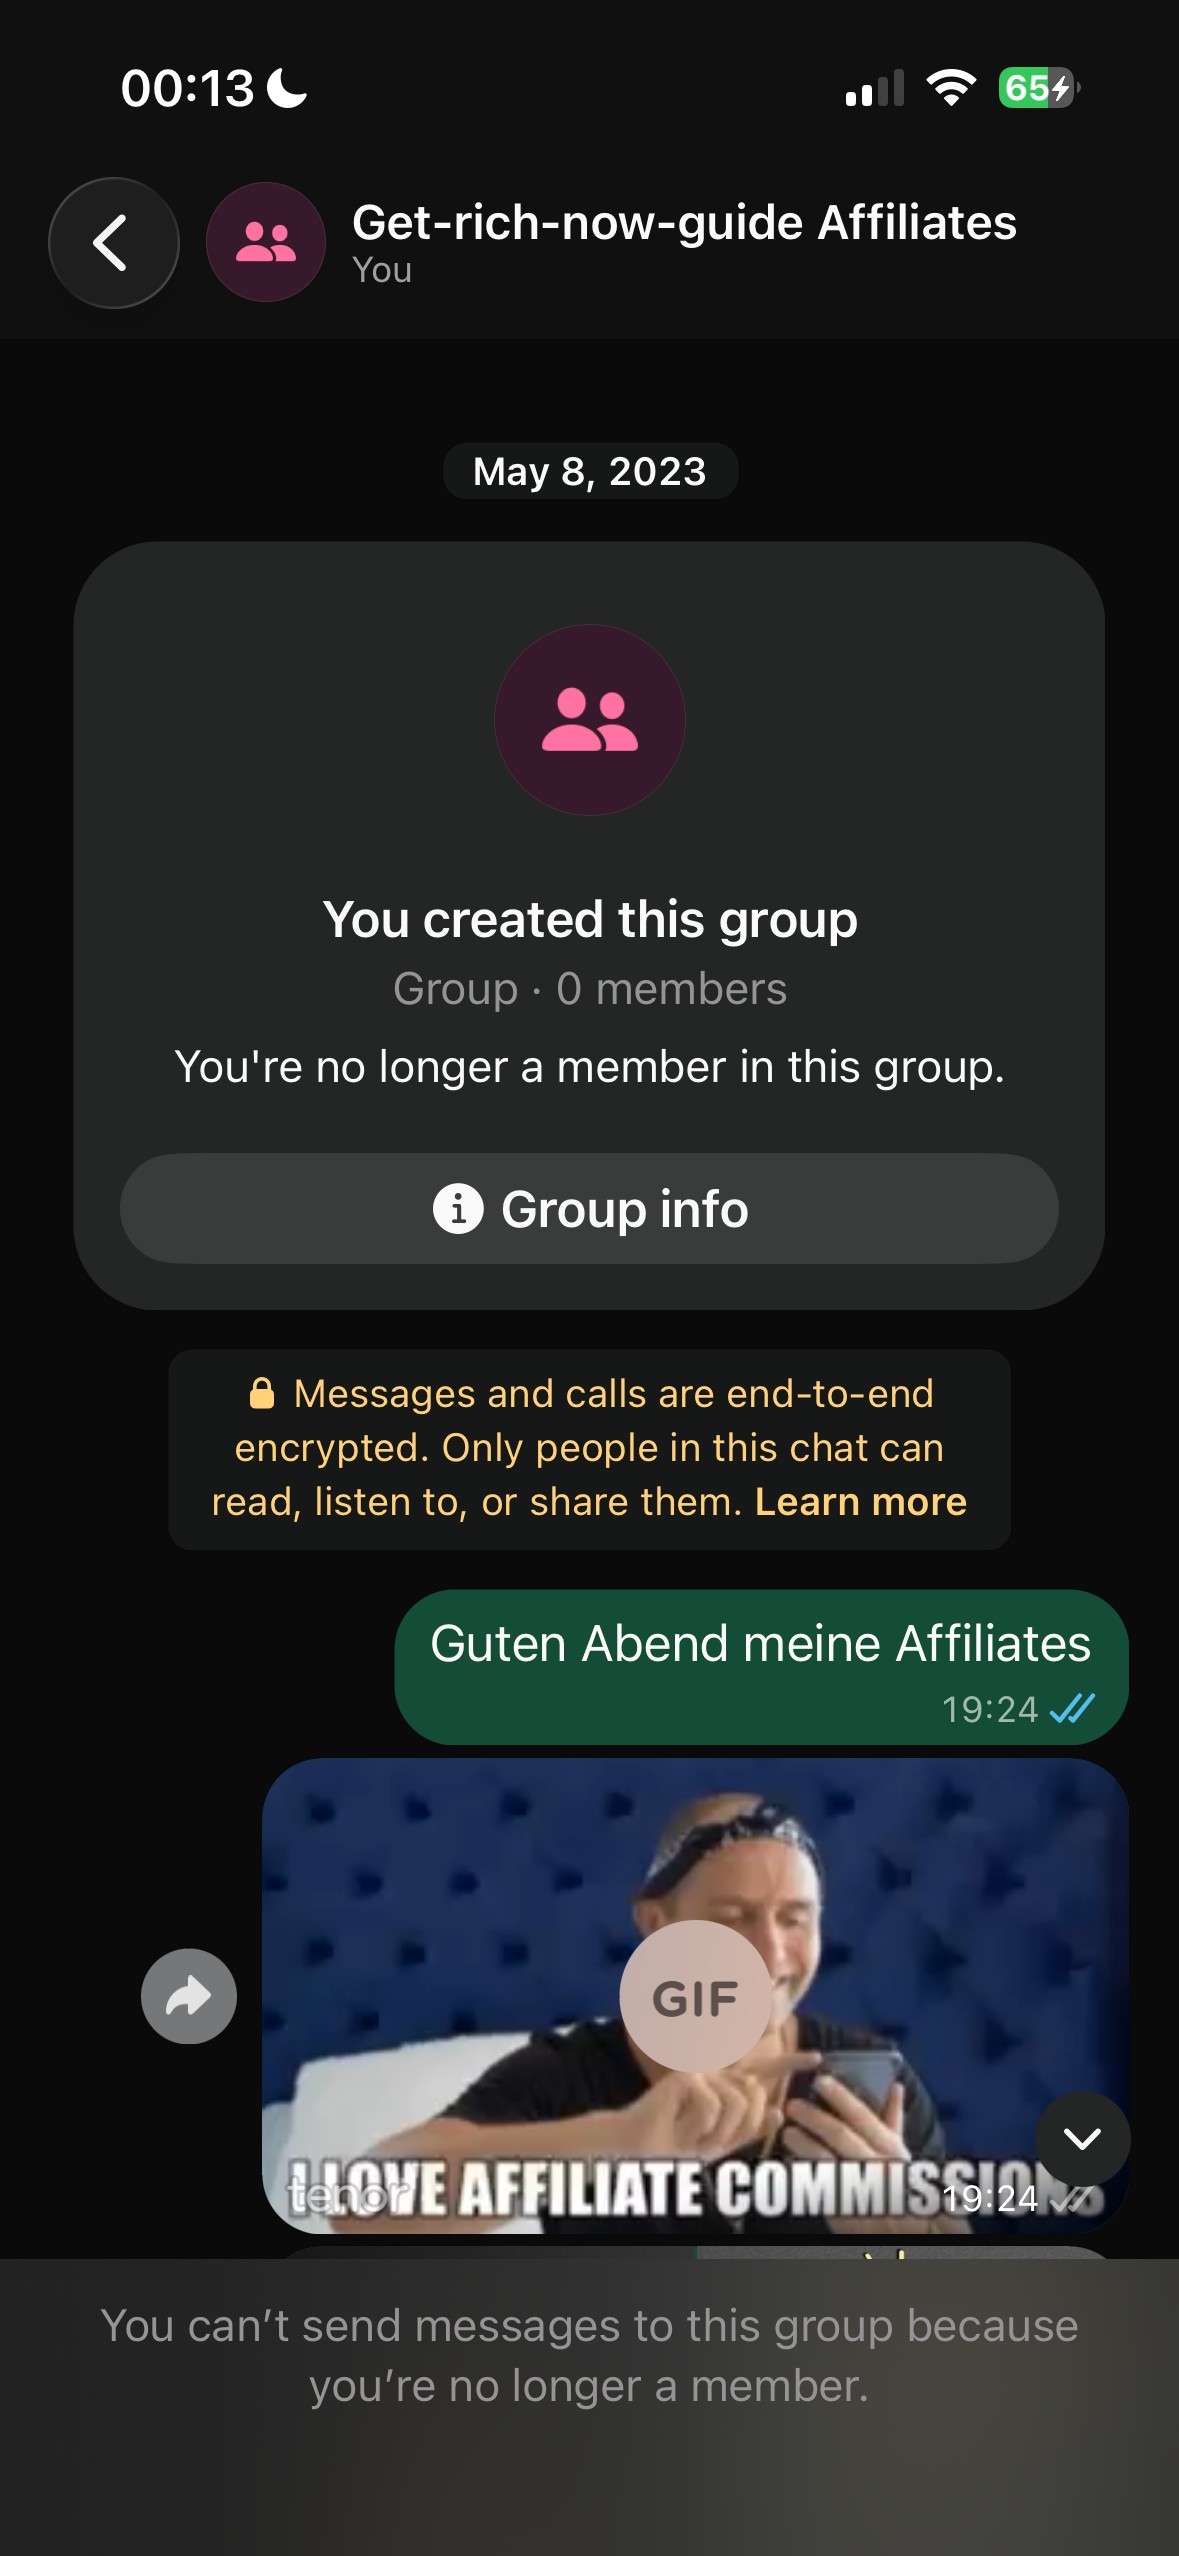 00:13
65
Get-rich-now-guide Affiliates
You
May 8, 2023
You created this group
Group · 0 members
You're no longer a member in this group.
Group info
Messages and calls are end-to-end
encrypted. Only people in this chat can
read, listen to, or share them. Learn more
Guten Abend meine Affiliates
19:24
GIF
I LOVE AFFILIATE COMMISSIONS
tenor
19:24
You can’t send messages to this group because
you’re no longer a member.